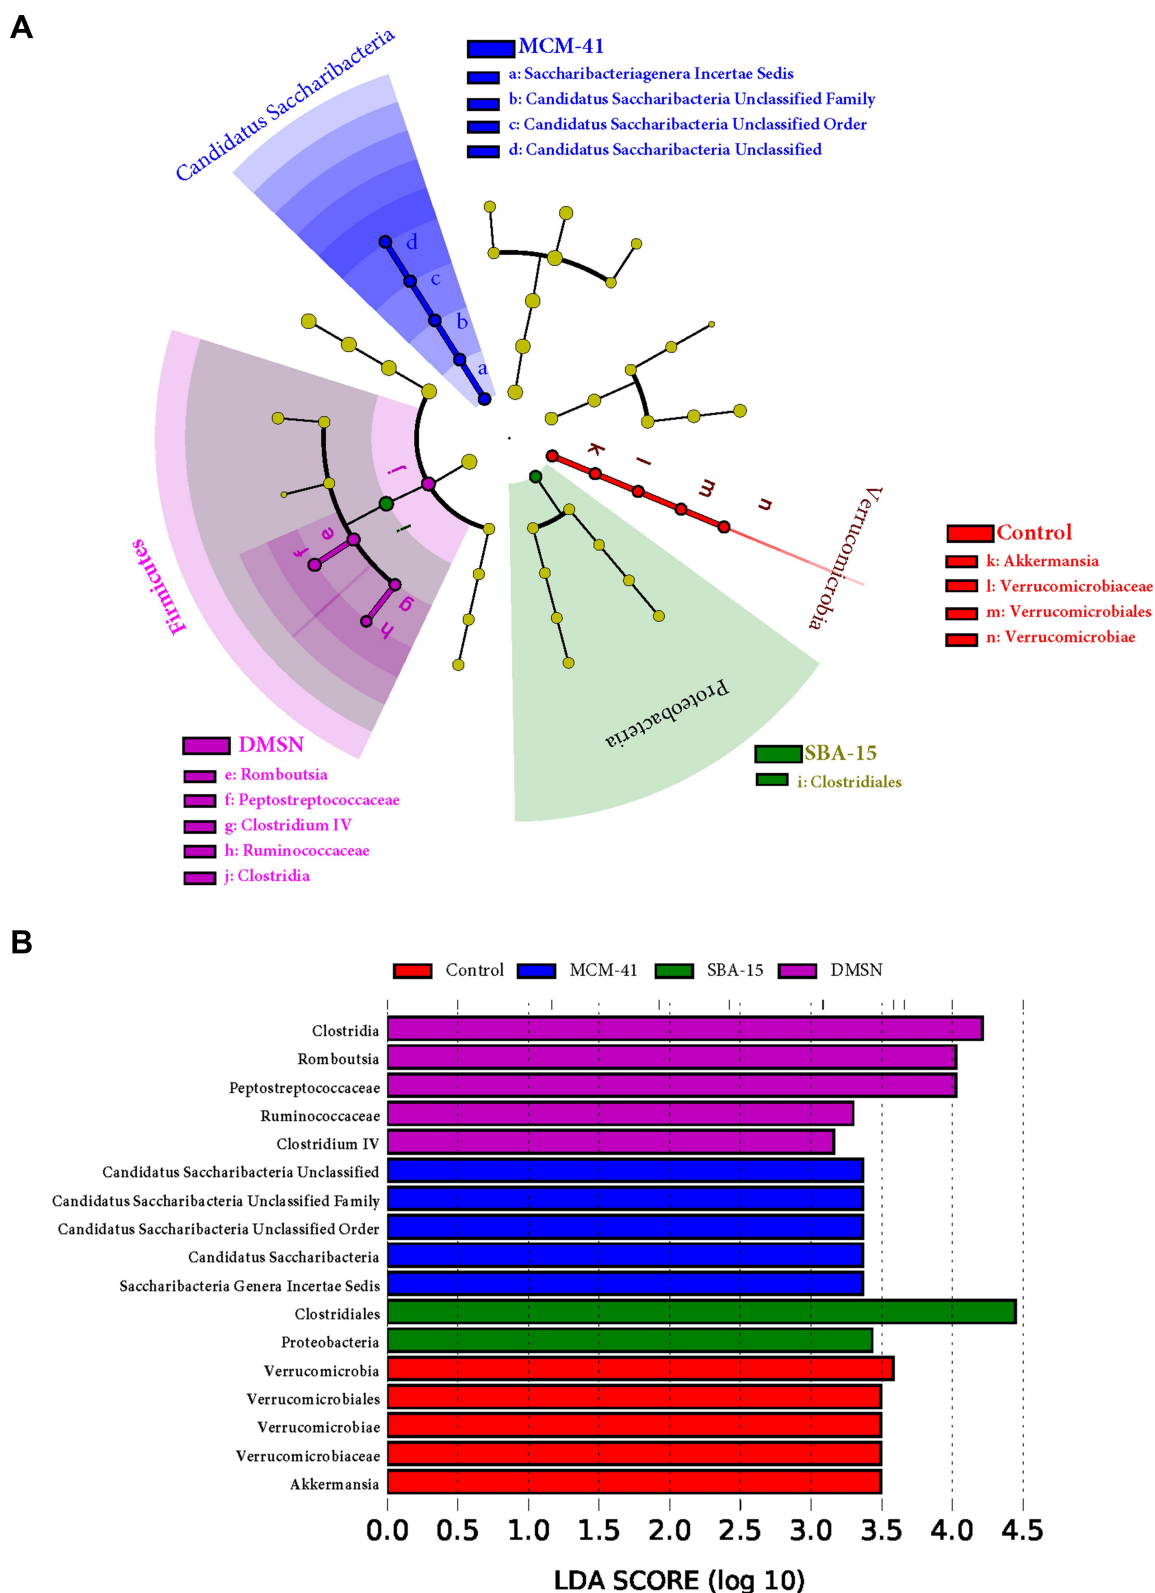 A
Candidatus Saccharibacteria
MCM-41
a: Saccharibacteriagenera Incertae Sedis
b: Candidatus Saccharibacteria Unclassified Family
c: Candidatus Saccharibacteria Unclassified Order
d: Candidatus Saccharibacteria Unclassified
d
c
b
a
j
i
e
f
g
h
k
l
m
n
Firmicutes
Verrucomicrobia
Proteobacteria
Control
k: Akkermansia
l: Verrucomicrobiaceae
m: Verrucomicrobiales
n: Verrucomicrobiae
DMSN
e: Romboutsia
f: Peptostreptococcaceae
g: Clostridium IV
h: Ruminococcaceae
j: Clostridia
SBA-15
i: Clostridiales
B
Control MCM-41 SBA-15 DMSN
Clostridia
Romboutsia
Peptostreptococcaceae
Ruminococcaceae
Clostridium IV
Candidatus Saccharibacteria Unclassified
Candidatus Saccharibacteria Unclassified Family
Candidatus Saccharibacteria Unclassified Order
Candidatus Saccharibacteria
Saccharibacteria Genera Incertae Sedis
Clostridiales
Proteobacteria
Verrucomicrobia
Verrucomicrobiales
Verrucomicrobiae
Verrucomicrobiaceae
Akkermansia
0.0 0.5 1.0 1.5 2.0 2.5 3.0 3.5 4.0 4.5
LDA SCORE (log 10)